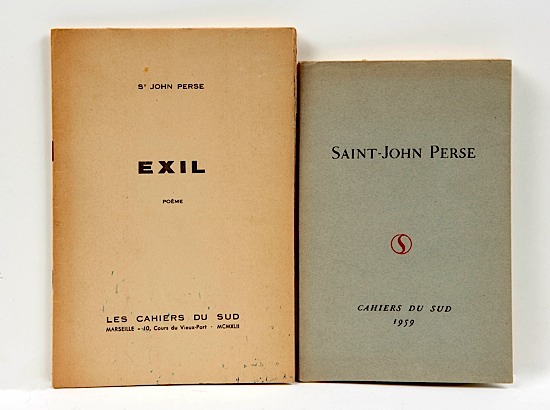 Sᵗ JOHN PERSE
EXIL
POÈME
LES CAHIERS DU SUD
MARSEILLE - 10, Cours du Vieux-Port - MCMXLII
SAINT-JOHN PERSE
S
CAHIERS DU SUD
1959